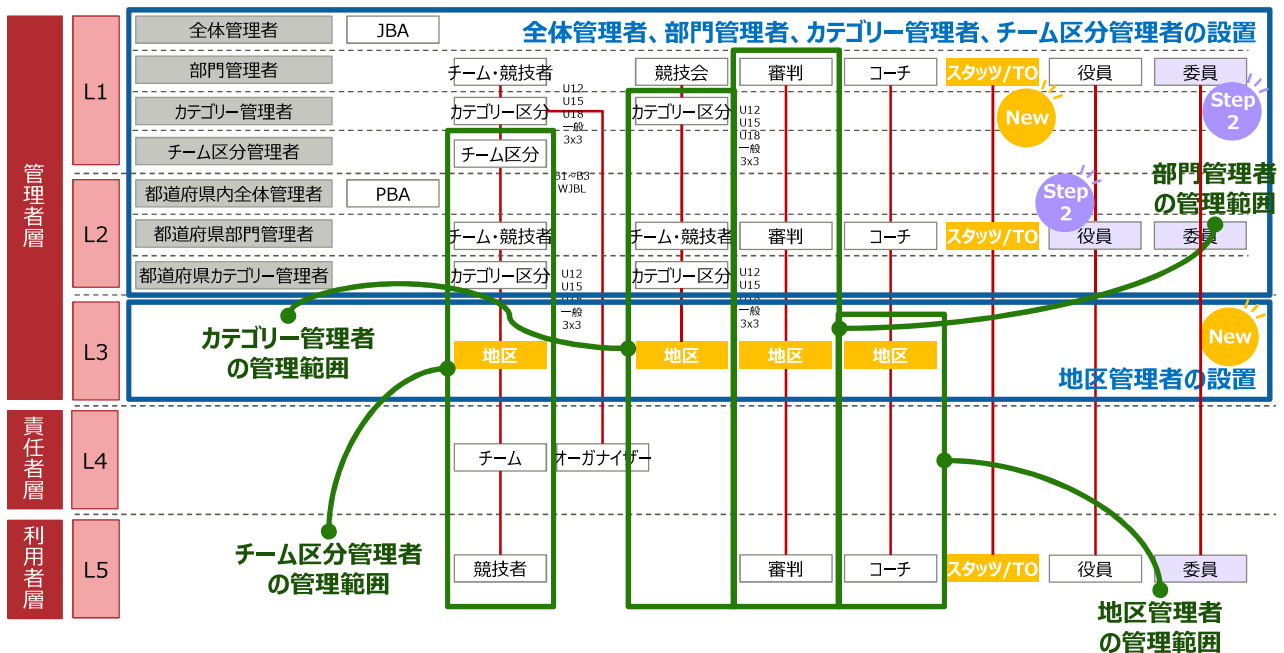 全体管理者、部門管理者、カテゴリー管理者、チーム区分管理者の設置
管理者層
L1
全体管理者
JBA
部門管理者
チーム・競技者
競技会
審判
コーチ
スタッツ/TO
役員
委員
カテゴリー管理者
カテゴリー区分
U12
U15
U18
一般
3x3
カテゴリー区分
U12
U15
U18
一般
3x3
New
Step
2
チーム区分管理者
チーム区分
B1~B3
WJBL
L2
都道府県内全体管理者
PBA
Step
2
部門管理者
の管理範囲
都道府県部門管理者
チーム・競技者
チーム・競技者
審判
コーチ
スタッツ/TO
役員
委員
都道府県カテゴリー管理者
カテゴリー区分
U12
U15
U18
一般
3x3
カテゴリー区分
U12
U15
U18
一般
3x3
L3
カテゴリー管理者
の管理範囲
地区
地区
地区
地区
New
地区管理者の設置
責任者層
L4
チーム
オーガナイザー
利用者層
L5
チーム区分管理者
の管理範囲
競技者
審判
コーチ
スタッツ/TO
役員
委員
地区管理者
の管理範囲